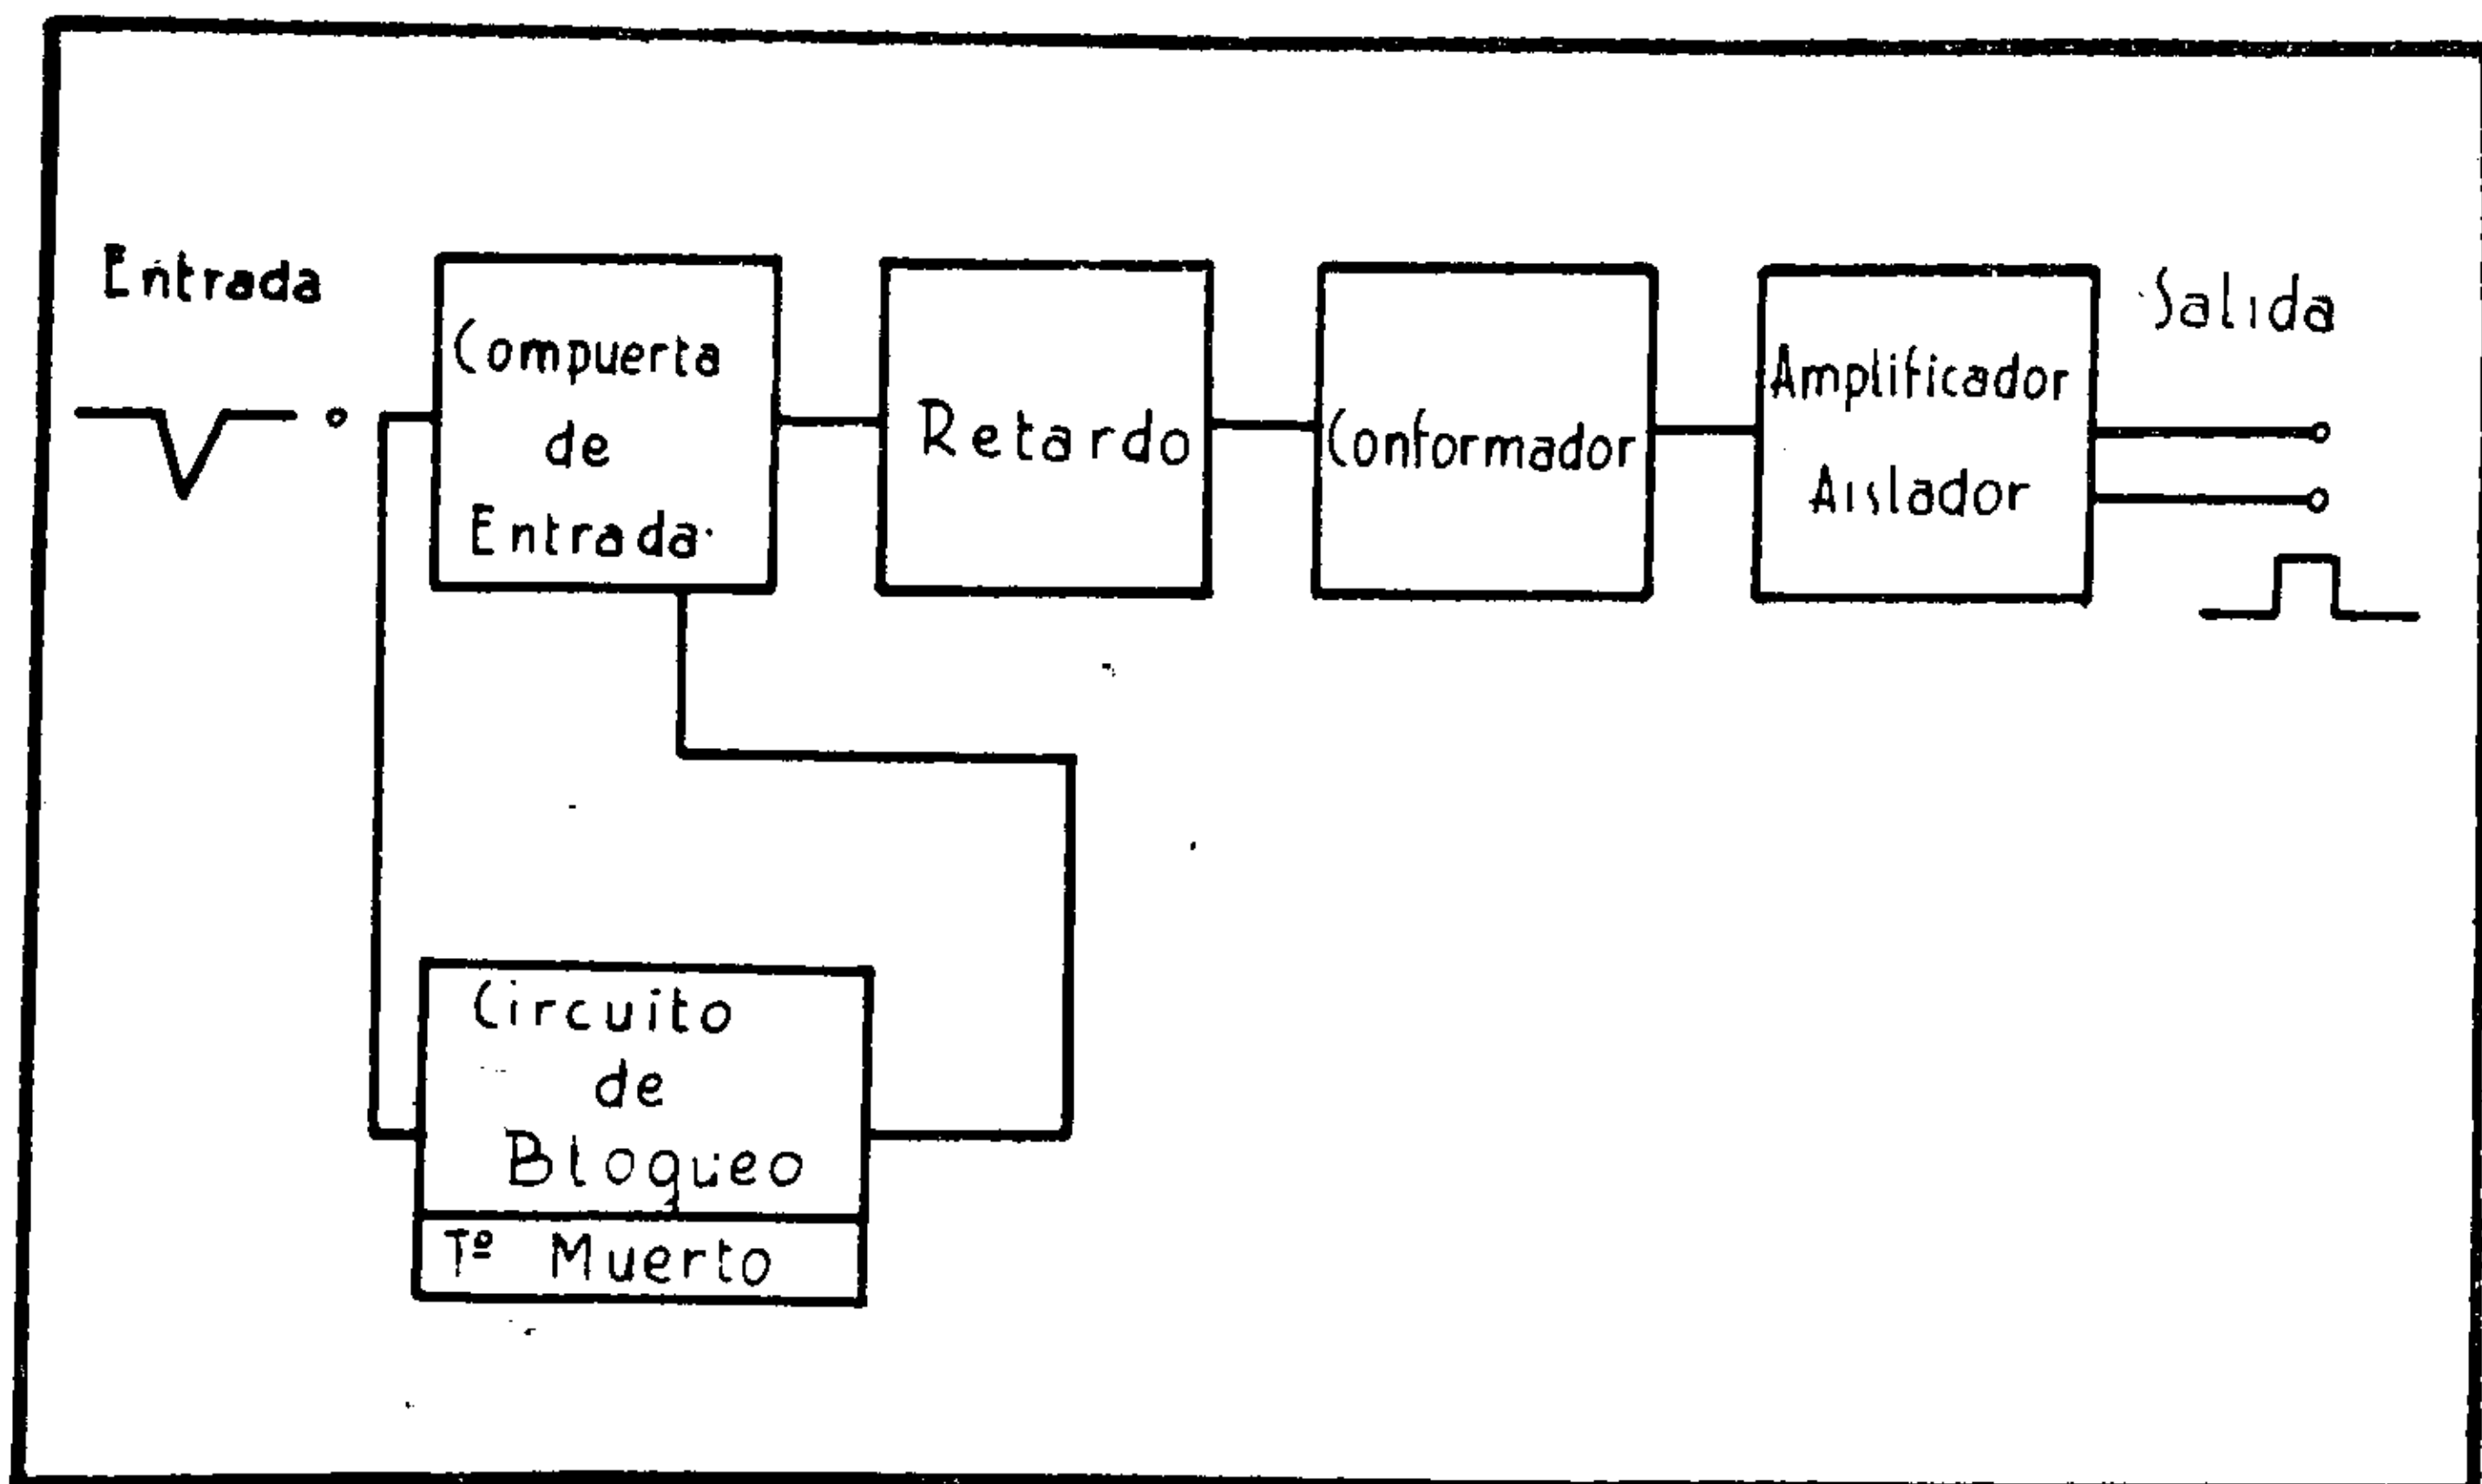 Entrada
Compuerta
de
Entrada
Retardo
Conformador
Amplificador
Aislador
Salida
Circuito
de
Bloqueo
Tº Muerto